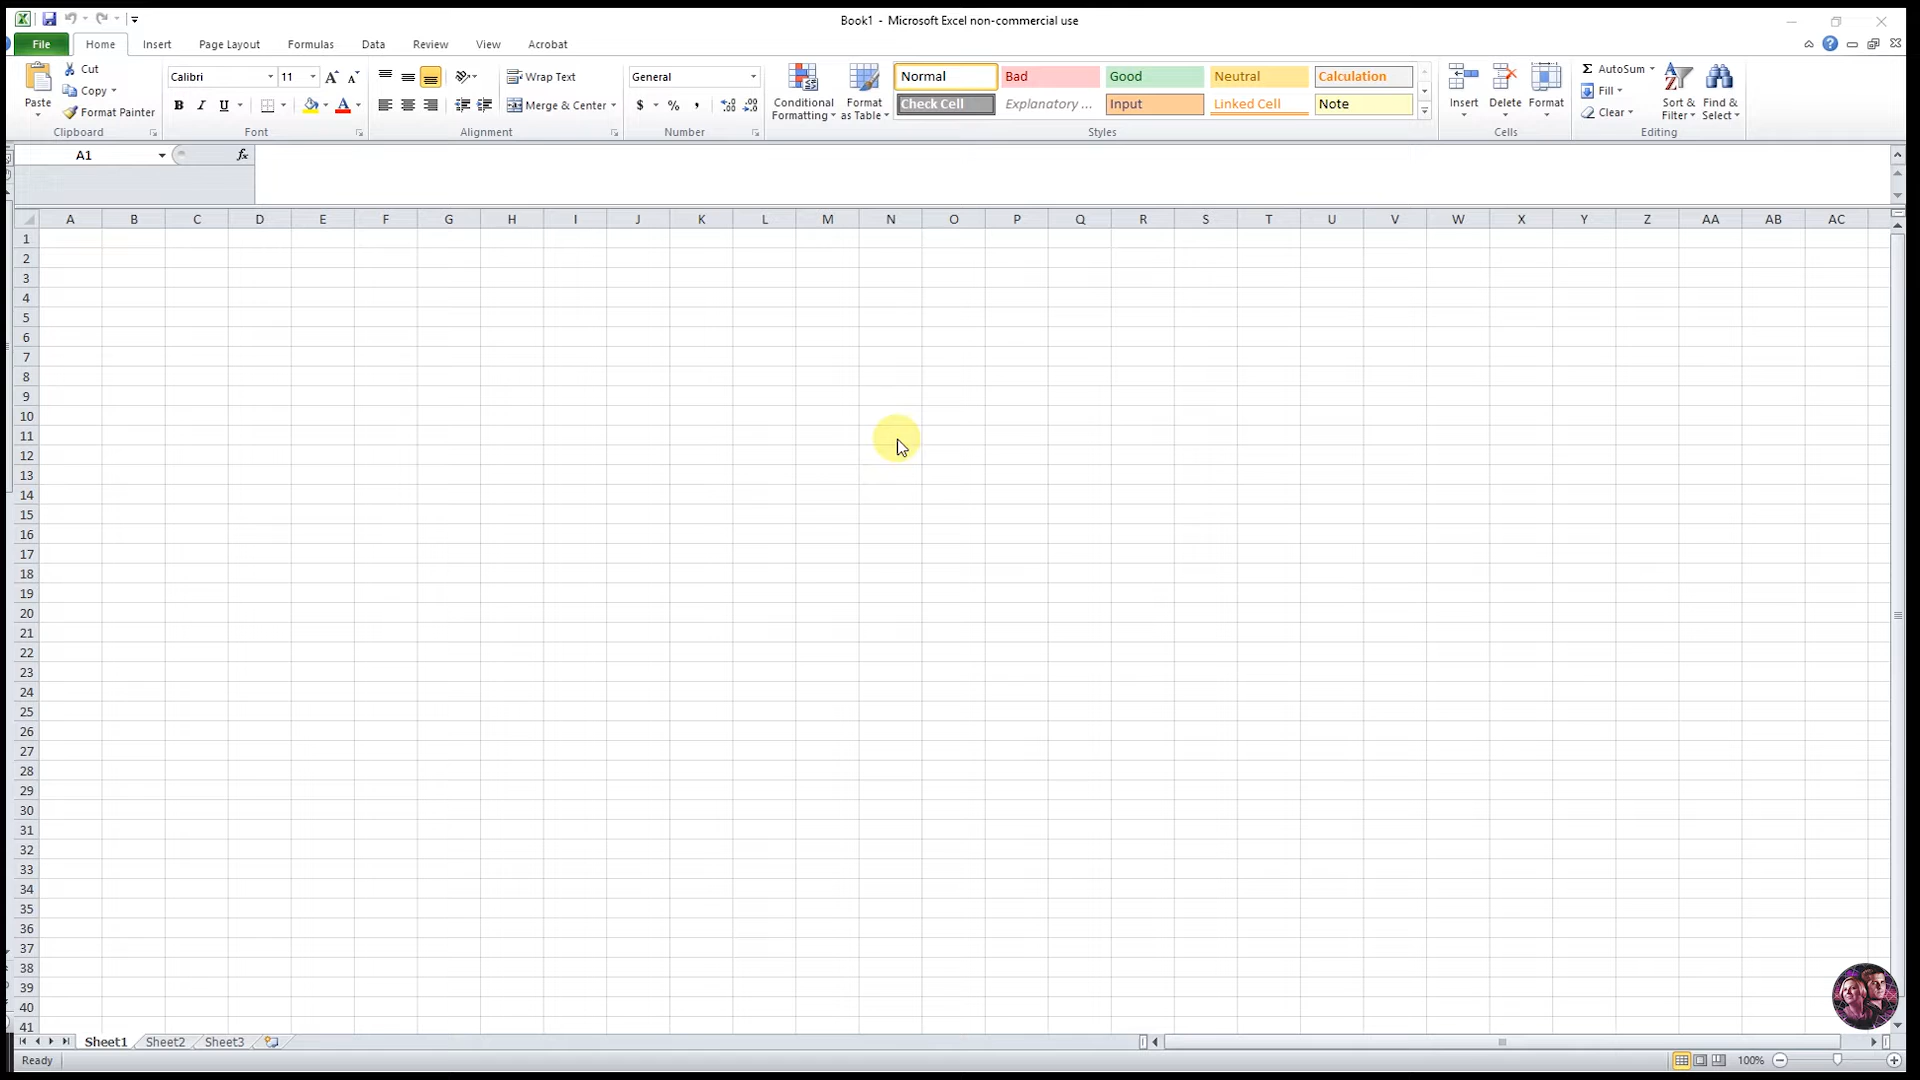 Book1 - Microsoft Excel non-commercial use
File Home Insert Page Layout Formulas Data Review View Acrobat
Paste
Cut
Copy
Format Painter
Clipboard
Calibri 11
B I U
Font
Wrap Text
Merge & Center
Alignment
General
$ % ,
Number
Conditional Formatting
Format as Table
Normal Bad Good Neutral Calculation
Check Cell Explanatory ... Input Linked Cell Note
Styles
Insert Delete Format
Cells
Σ AutoSum
Fill
Clear
Sort & Filter
Find & Select
Editing
A1 fx
A B C D E F G H I J K L M N O P Q R S T U V W X Y Z AA AB AC
1
2
3
4
5
6
7
8
9
10
11
12
13
14
15
16
17
18
19
20
21
22
23
24
25
26
27
28
29
30
31
32
33
34
35
36
37
38
39
40
41
Sheet1 Sheet2 Sheet3
Ready 100%